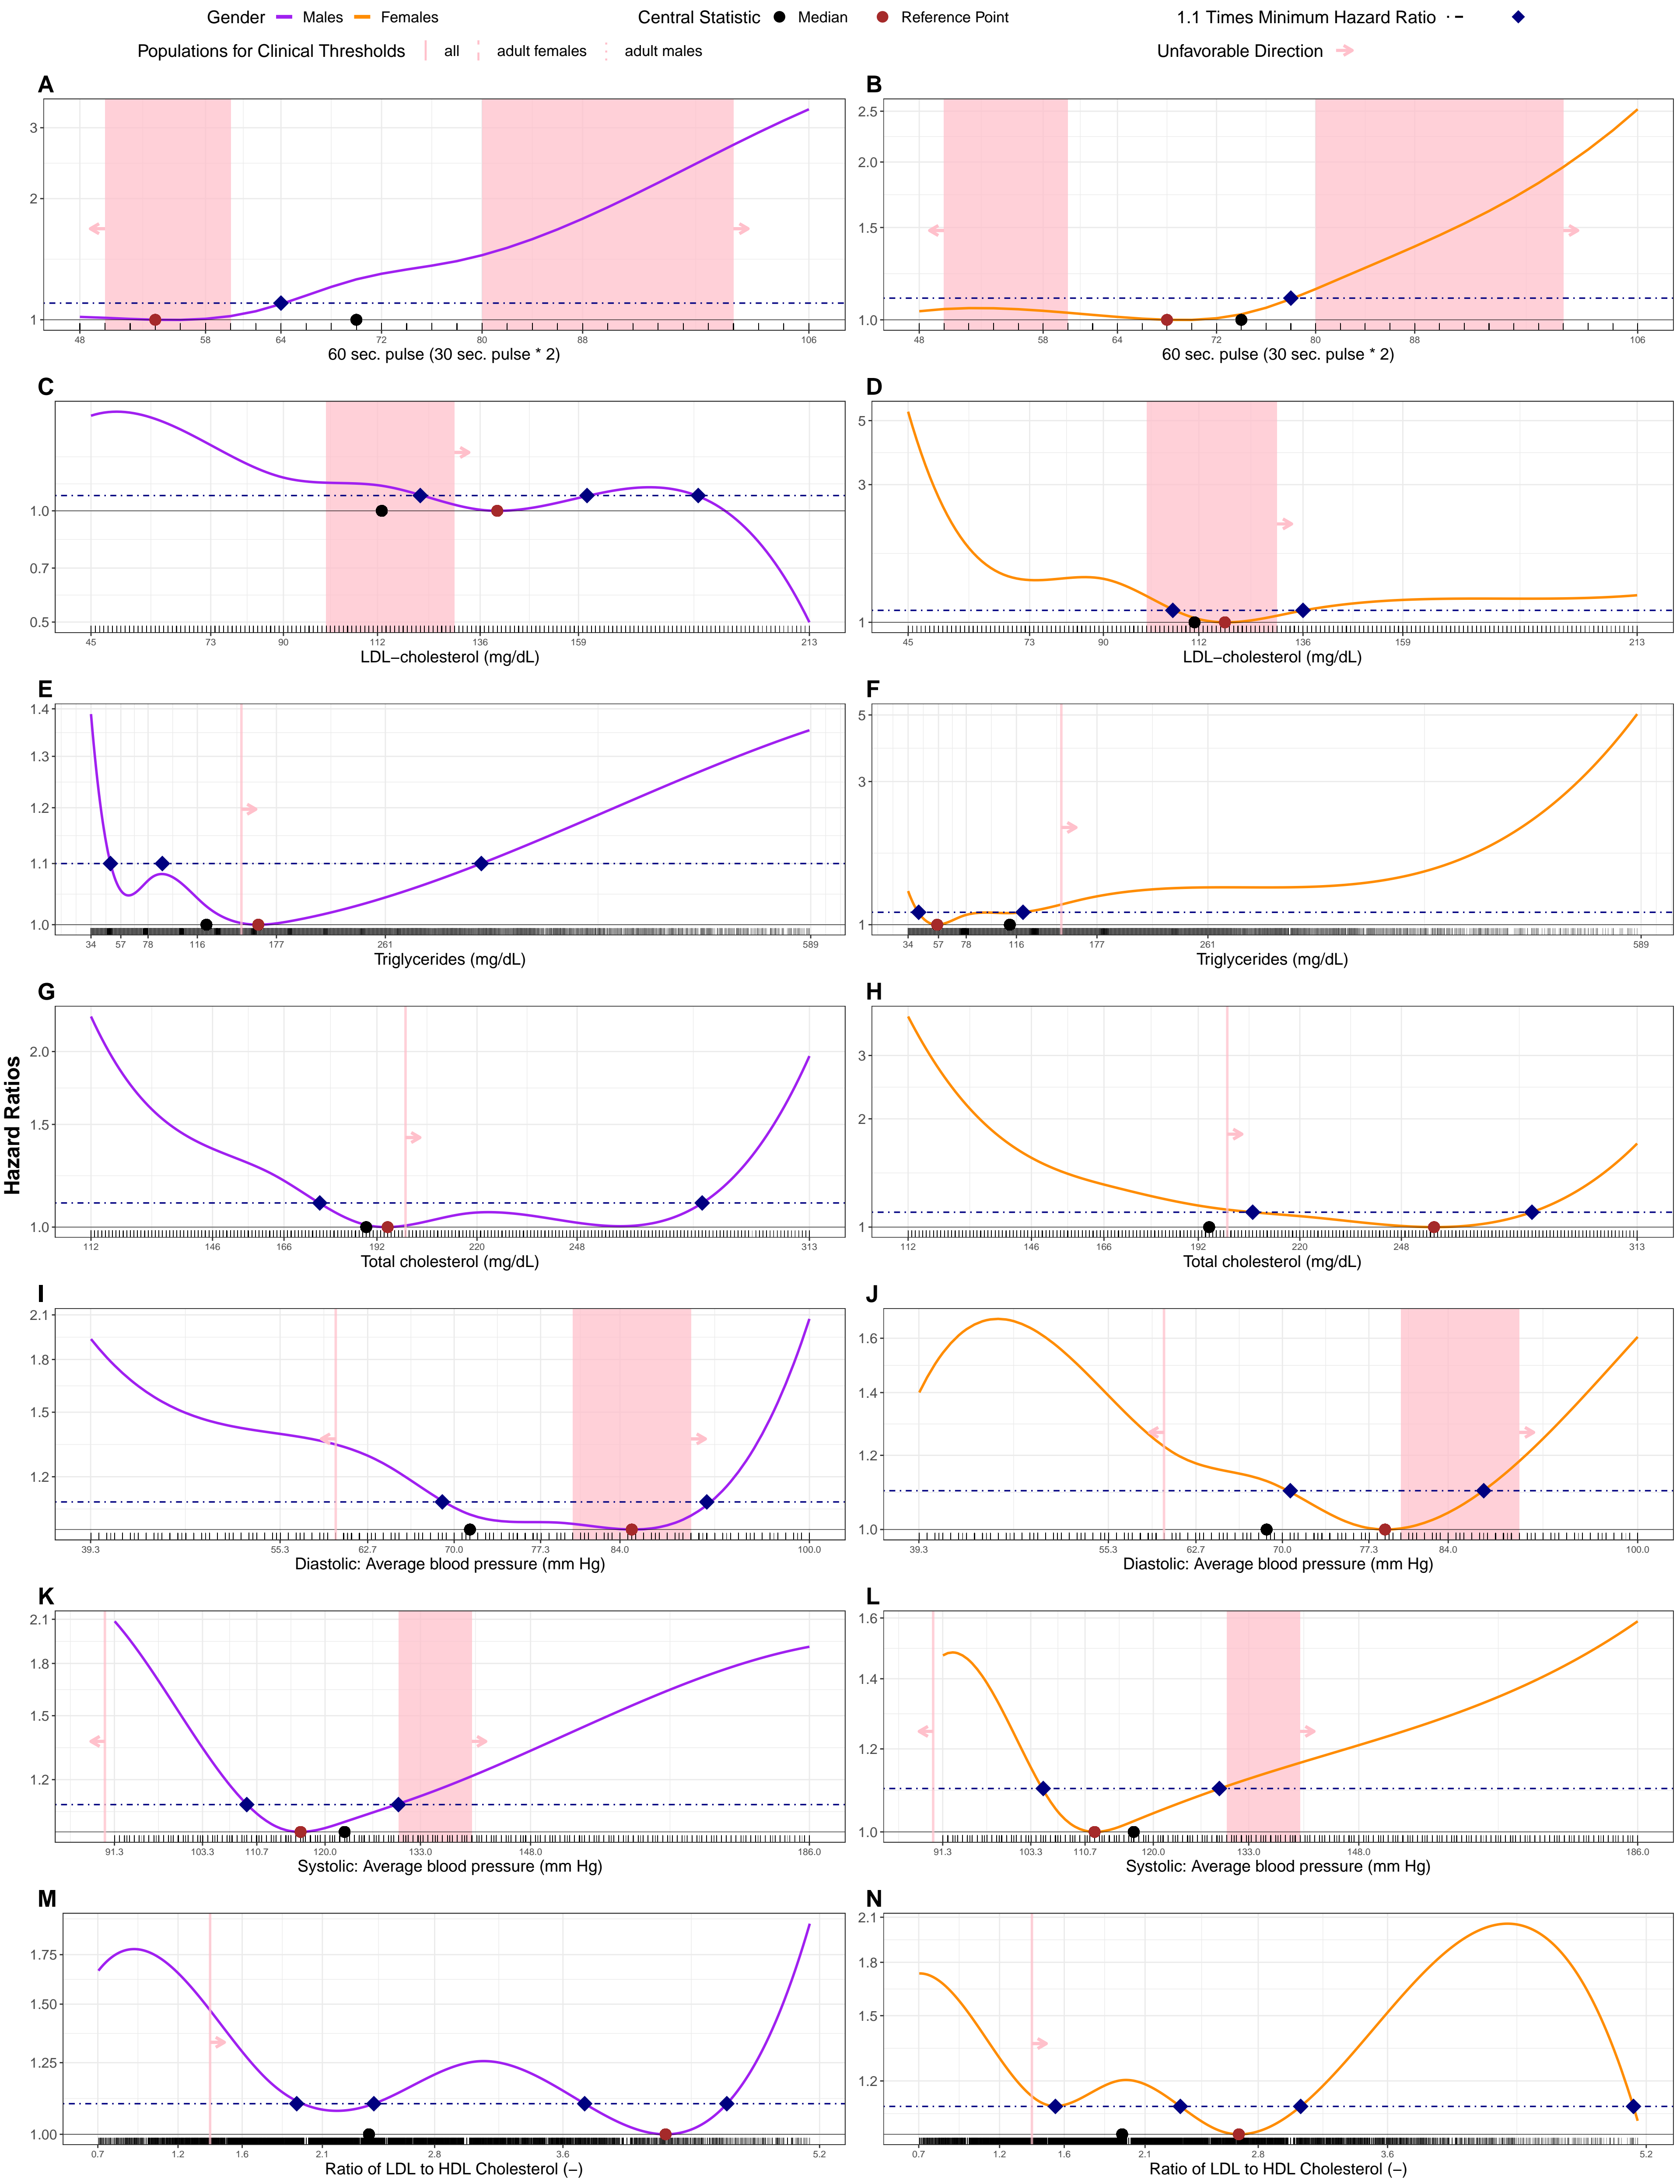 Gender Males Females Central Statistic Median Reference Point 1.1 Times Minimum Hazard Ratio
Populations for Clinical Thresholds all adult females adult males Unfavorable Direction
Hazard Ratios
A
3
2
1
48 58 64 72 80 88 106
60 sec. pulse (30 sec. pulse * 2)
B
2.5
2.0
1.5
1.0
48 58 64 72 80 88 106
60 sec. pulse (30 sec. pulse * 2)
C
1.0
0.7
0.5
45 73 90 112 136 159 213
LDL−cholesterol (mg/dL)
D
5
3
1
45 73 90 112 136 159 213
LDL−cholesterol (mg/dL)
E
1.4
1.3
1.2
1.1
1.0
34 57 78 116 177 261 589
Triglycerides (mg/dL)
F
5
3
1
34 57 78 116 177 261 589
Triglycerides (mg/dL)
G
2.0
1.5
1.0
112 146 166 192 220 248 313
Total cholesterol (mg/dL)
H
3
2
1
112 146 166 192 220 248 313
Total cholesterol (mg/dL)
I
2.1
1.8
1.5
1.2
39.3 55.3 62.7 70.0 77.3 84.0 100.0
Diastolic: Average blood pressure (mm Hg)
J
1.6
1.4
1.2
1.0
39.3 55.3 62.7 70.0 77.3 84.0 100.0
Diastolic: Average blood pressure (mm Hg)
K
2.1
1.8
1.5
1.2
91.3 103.3 110.7 120.0 133.0 148.0 186.0
Systolic: Average blood pressure (mm Hg)
L
1.6
1.4
1.2
1.0
91.3 103.3 110.7 120.0 133.0 148.0 186.0
Systolic: Average blood pressure (mm Hg)
M
1.75
1.50
1.25
1.00
0.7 1.2 1.6 2.1 2.8 3.6 5.2
Ratio of LDL to HDL Cholesterol (−)
N
2.1
1.8
1.5
1.2
0.7 1.2 1.6 2.1 2.8 3.6 5.2
Ratio of LDL to HDL Cholesterol (−)